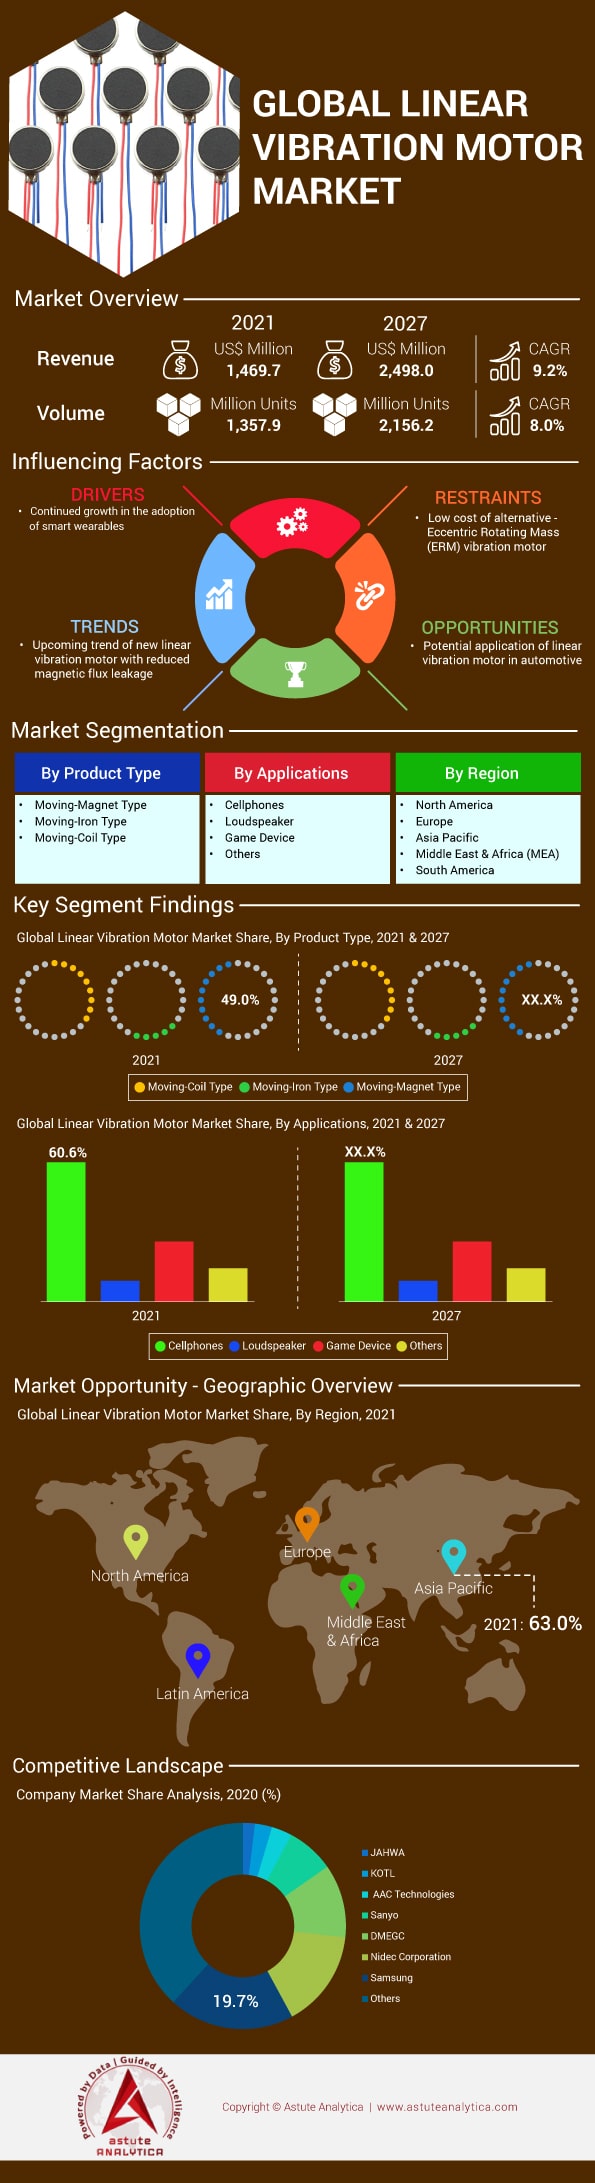 GLOBAL LINEAR
VIBRATION MOTOR
MARKET
Market Overview
2021
2027
Revenue
US$ Million
1,469.7
US$ Million
2,498.0
CAGR
9.2%
Volume
Million Units
1,357.9
Million Units
2,156.2
CAGR
8.0%
Influencing Factors
DRIVERS
• Continued growth in the adoption
of smart wearables
RESTRAINTS
• Low cost of alternative -
Eccentric Rotating Mass
(ERM) vibration motor
TRENDS
• Upcoming trend of new linear
vibration motor with reduced
magnetic flux leakage
OPPORTUNITIES
• Potential application of linear
vibration motor in automotive
Market Segmentation
By Product Type
• Moving-Magnet Type
• Moving-Iron Type
• Moving-Coil Type
By Applications
• Cellphones
• Loudspeaker
• Game Device
• Others
By Region
• North America
• Europe
• Asia Pacific
• Middle East & Africa (MEA)
• South America
Key Segment Findings
Global Linear Vibration Motor Market Share, By Product Type, 2021 & 2027
49.0%
XX.X%
2021
2027
Moving-Coil Type Moving-Iron Type Moving-Magnet Type
Global Linear Vibration Motor Market Share, By Applications, 2021 & 2027
60.6%
XX.X%
2021
2027
Cellphones Loudspeaker Game Device Others
Market Opportunity - Geographic Overview
Global Linear Vibration Motor Market Share, By Region, 2021
North America
Europe
Asia Pacific
2021: 63.0%
Middle East
& Africa
Latin America
Competitive Landscape
Company Market Share Analysis, 2020 (%)
JAHWA
KOTL
AAC Technologies
Sanyo
DMEGC
Nidec Corporation
Samsung
Others
19.7%
Powered by Data | Guided by Intelligence
astute
ANALYTICA
Copyright © Astute Analytica | www.astuteanalytica.com